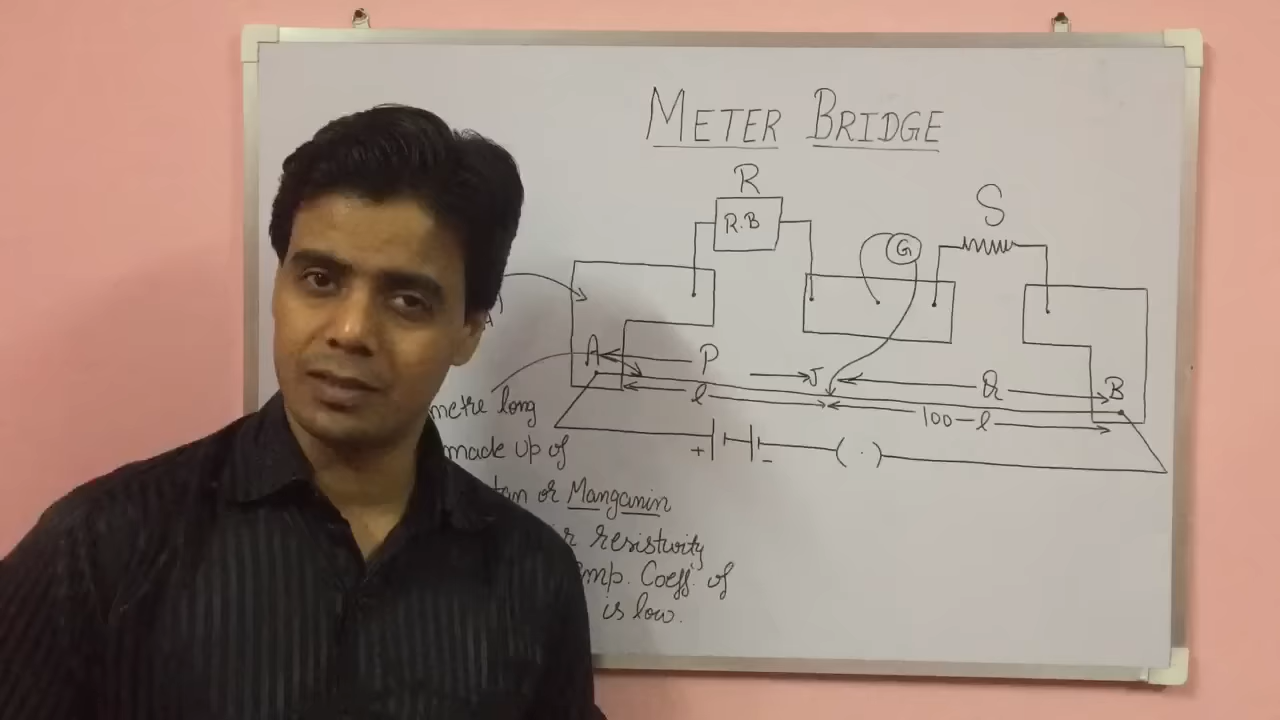 METER BRIDGE
R
R.B
S
G
A
P
J
Q
B
l
100-l
+
-
( . )
metre long
made up of
or Manganin
resistivity
Coeff. of
is low.